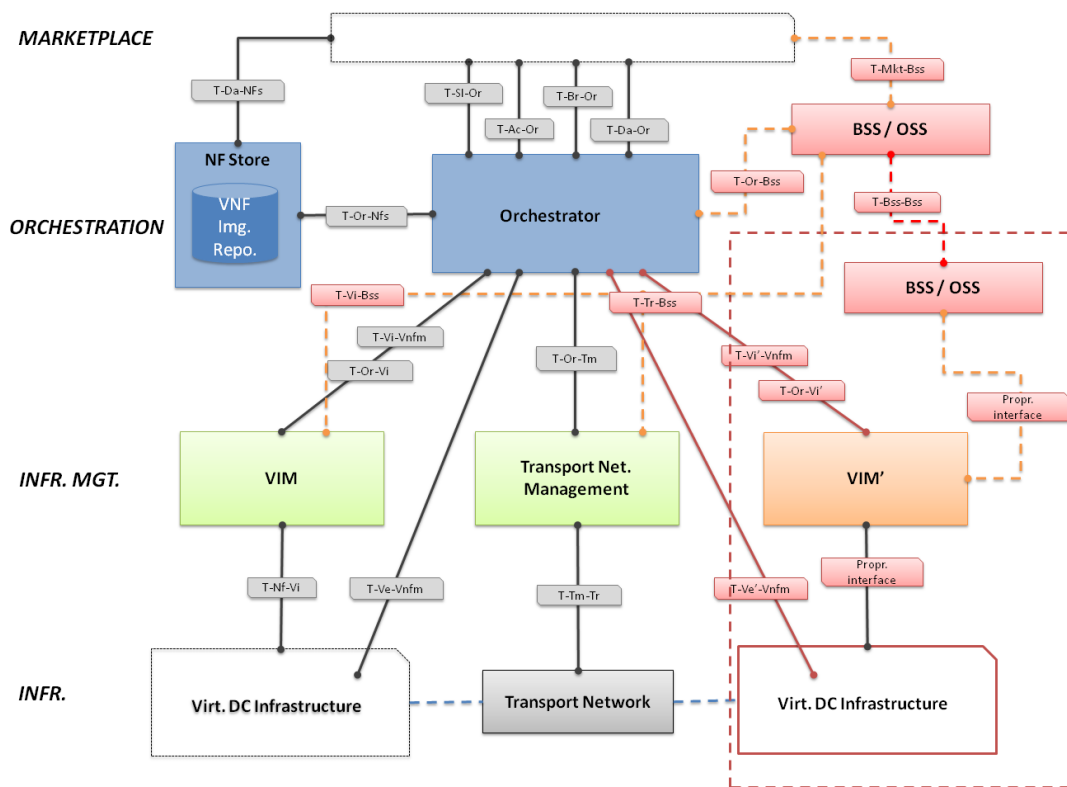 MARKETPLACE
T-Mkt-Bss
T-Da-NFs
T-Sl-Or
T-Br-Or
T-Ac-Or
T-Da-Or
BSS / OSS
NF Store
VNF
Img.
Repo.
T-Or-Bss
T-Bss-Bss
ORCHESTRATION
T-Or-Nfs
Orchestrator
BSS / OSS
T-Vi-Bss
T-Tr-Bss
T-Vi-Vnfm
T-Or-Vi
T-Or-Tm
T-Vi’-Vnfm
T-Or-Vi’
Propr.
interface
INFR. MGT.
VIM
Transport Net.
Management
VIM’
T-Nf-Vi
T-Ve-Vnfm
T-Tm-Tr
T-Ve’-Vnfm
Propr.
interface
INFR.
Virt. DC Infrastructure
Transport Network
Virt. DC Infrastructure